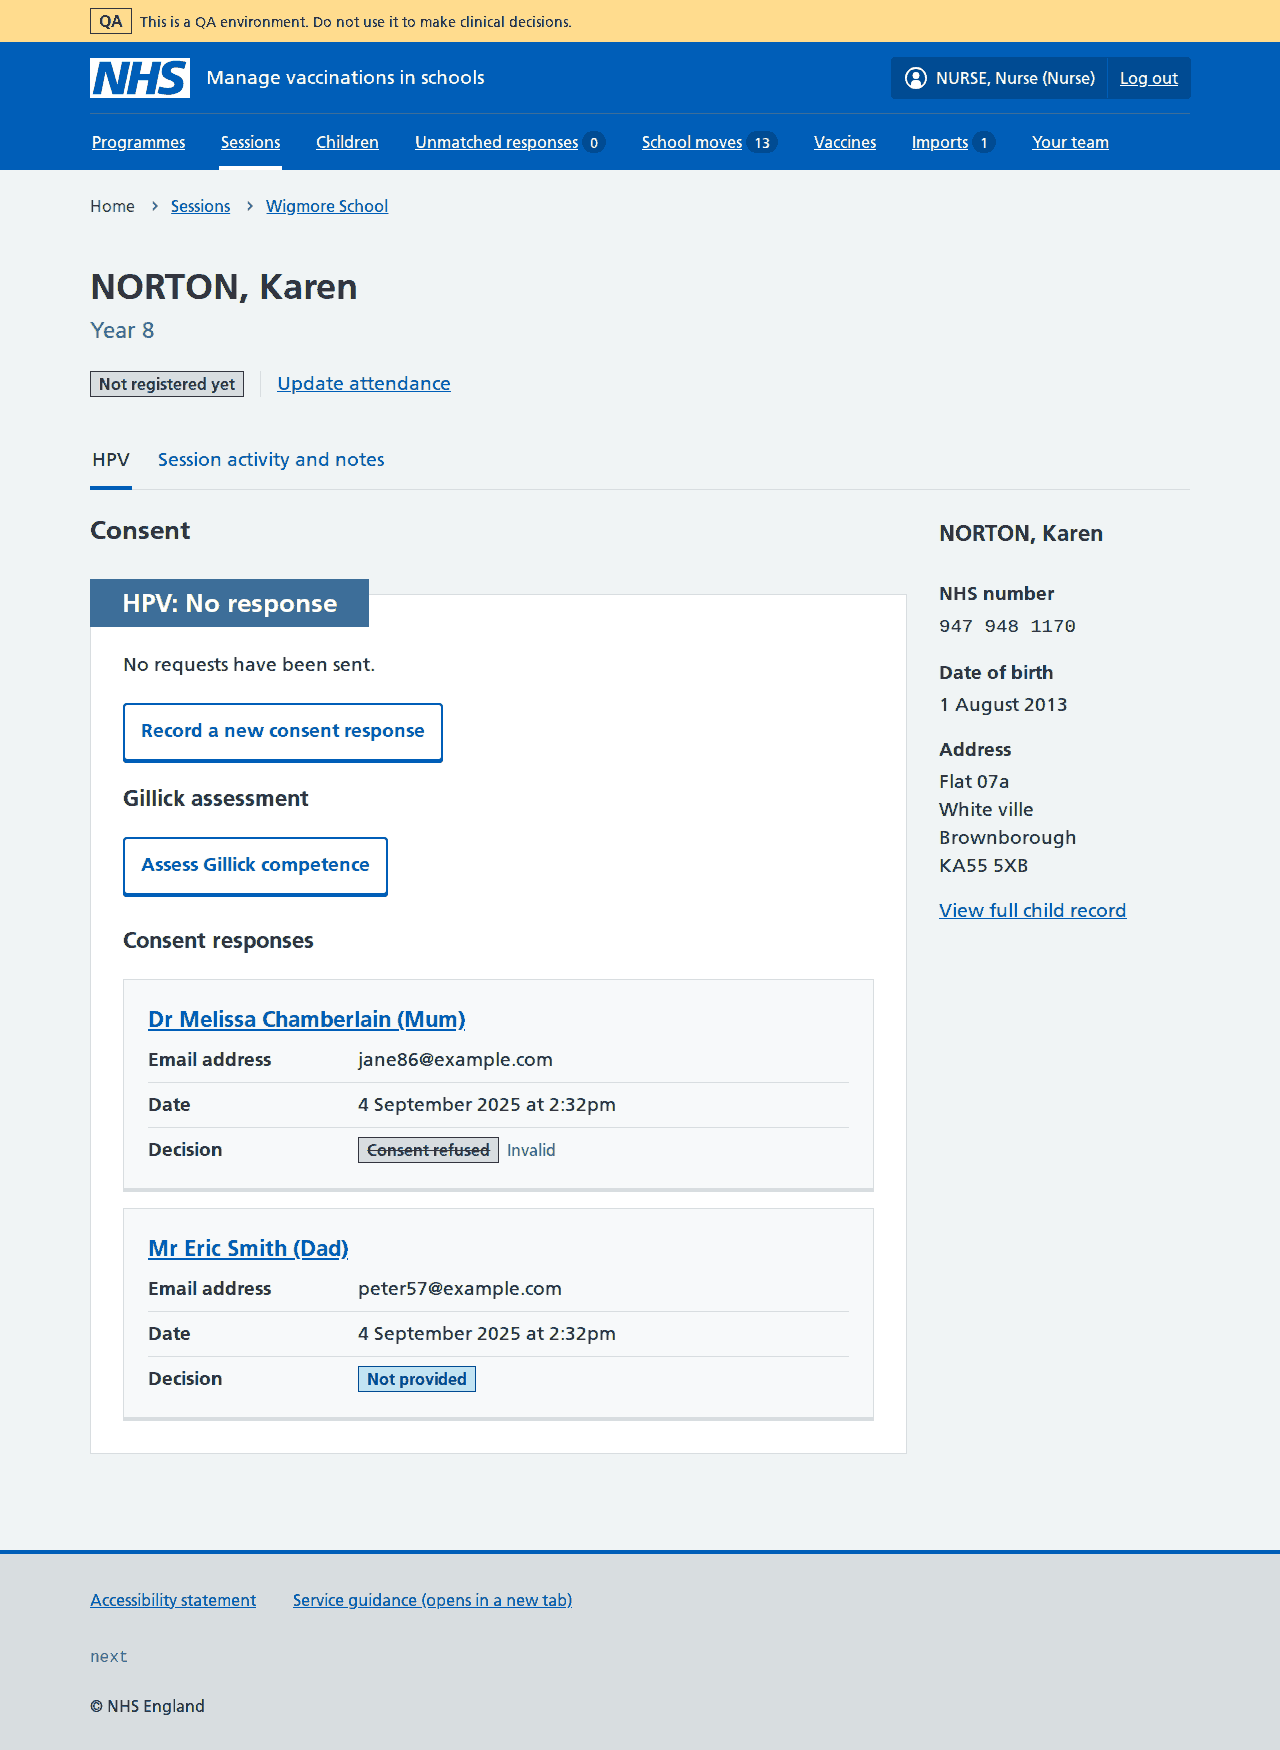 QA This is a QA environment. Do not use it to make clinical decisions.
NHS Manage vaccinations in schools NURSE, Nurse (Nurse) Log out
Programmes Sessions Children Unmatched responses 0 School moves 13 Vaccines Imports 1 Your team
Home Sessions Wigmore School
NORTON, Karen
Year 8
Not registered yet Update attendance
HPV Session activity and notes
Consent
HPV: No response
No requests have been sent.
Record a new consent response
Gillick assessment
Assess Gillick competence
Consent responses
Dr Melissa Chamberlain (Mum)
Email address jane86@example.com
Date 4 September 2025 at 2:32pm
Decision Consent refused Invalid
Mr Eric Smith (Dad)
Email address peter57@example.com
Date 4 September 2025 at 2:32pm
Decision Not provided
NORTON, Karen
NHS number
947 948 1170
Date of birth
1 August 2013
Address
Flat 07a
White ville
Brownborough
KA55 5XB
View full child record
Accessibility statement Service guidance (opens in a new tab)
next
© NHS England